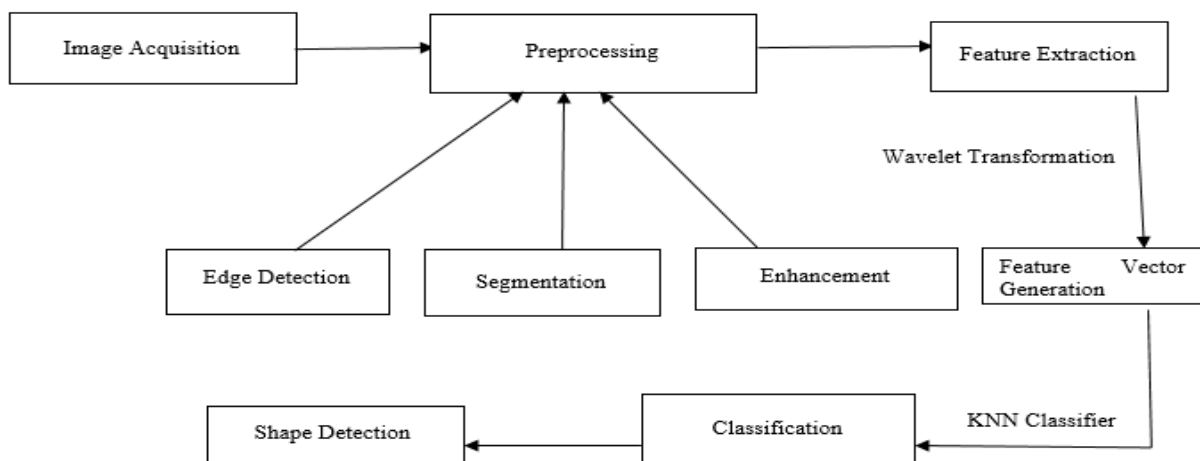 Image Acquisition
Preprocessing
Feature Extraction
Wavelet Transformation
Edge Detection
Segmentation
Enhancement
Feature Vector
Generation
Shape Detection
Classification
KNN Classifier